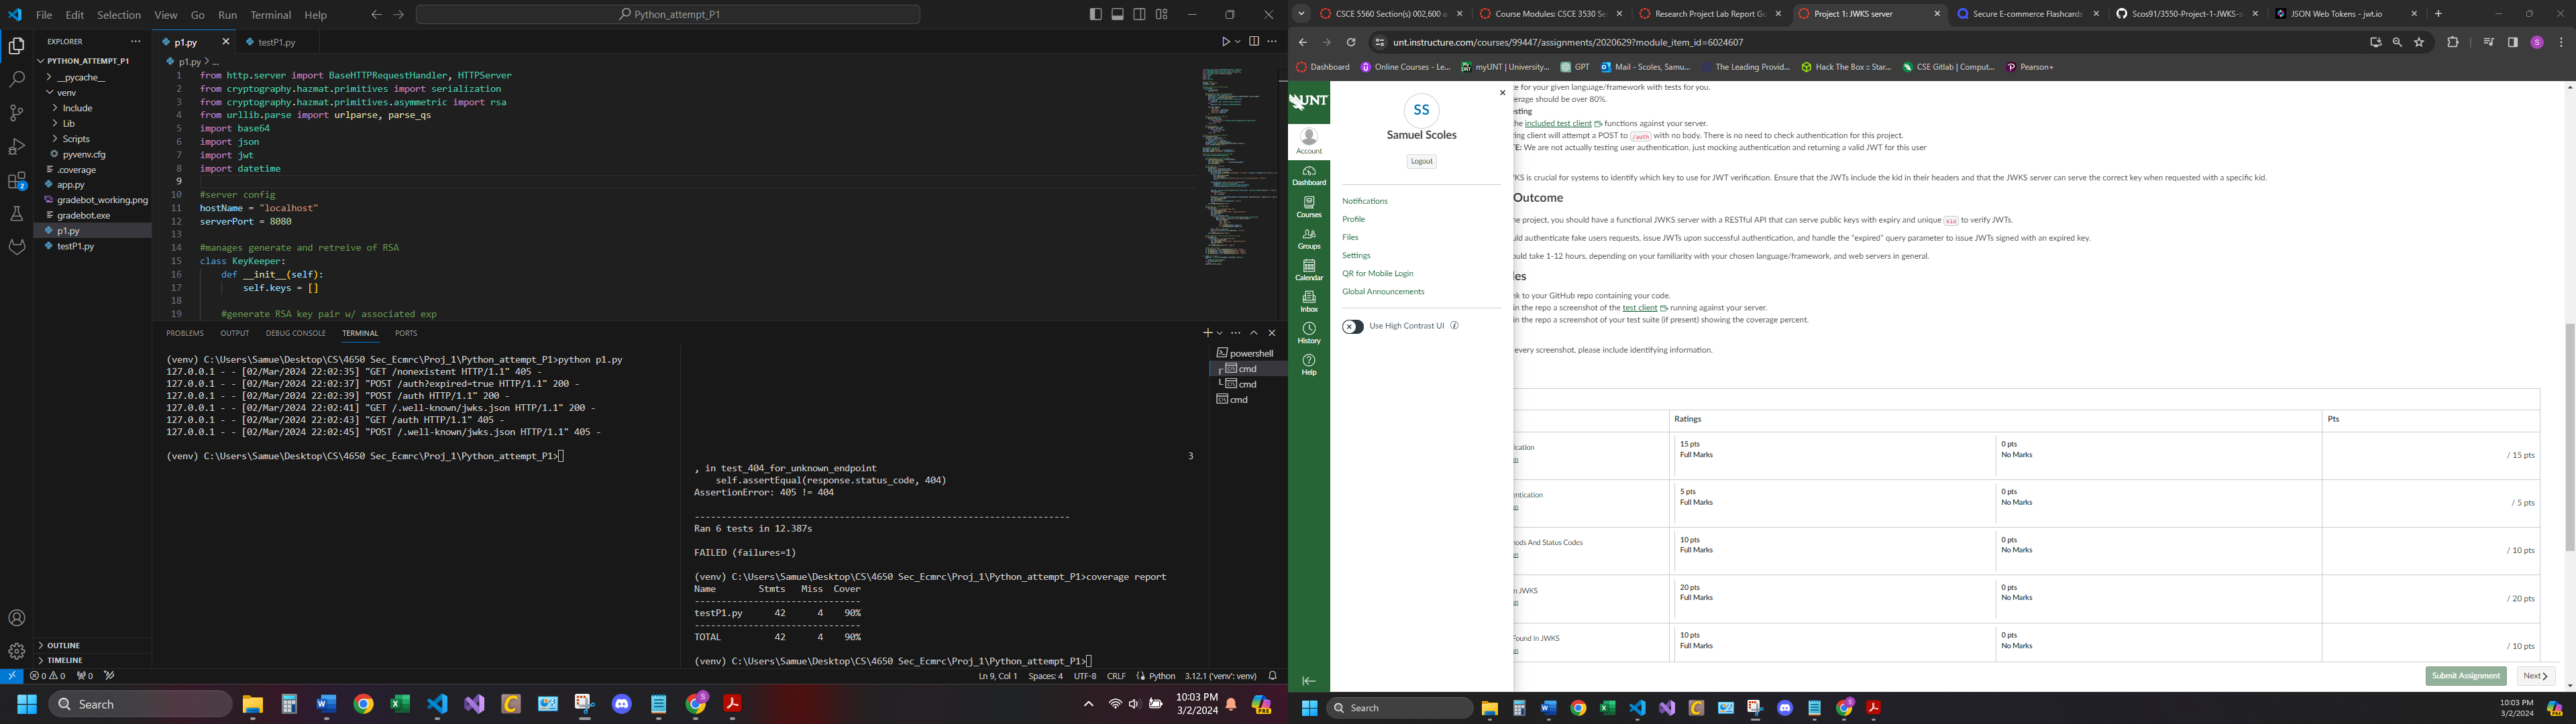 File Edit Selection View Go Run Terminal Help
Python_attempt_P1
EXPLORER
PYTHON_ATTEMPT_P1
__pycache__
venv
Include
Lib
Scripts
pyvenv.cfg
.coverage
app.py
gradebot_working.png
gradebot.exe
p1.py
testP1.py
OUTLINE
TIMELINE
2
p1.py
testP1.py
p1.py > ...
1 from http.server import BaseHTTPRequestHandler, HTTPServer
2 from cryptography.hazmat.primitives import serialization
3 from cryptography.hazmat.primitives.asymmetric import rsa
4 from urllib.parse import urlparse, parse_qs
5 import base64
6 import json
7 import jwt
8 import datetime
9
10 #server config
11 hostName = "localhost"
12 serverPort = 8080
13
14 #manages generate and retreive of RSA
15 class KeyKeeper:
16 def __init__(self):
17 self.keys = []
18
19 #generate RSA key pair w/ associated exp
PROBLEMS OUTPUT DEBUG CONSOLE TERMINAL PORTS
(venv) C:\Users\Samue\Desktop\CS\4650 Sec_Ecmrc\Proj_1\Python_attempt_P1>python p1.py
127.0.0.1 - - [02/Mar/2024 22:02:35] "GET /nonexistent HTTP/1.1" 405 -
127.0.0.1 - - [02/Mar/2024 22:02:37] "POST /auth?expired=true HTTP/1.1" 200 -
127.0.0.1 - - [02/Mar/2024 22:02:39] "POST /auth HTTP/1.1" 200 -
127.0.0.1 - - [02/Mar/2024 22:02:41] "GET /.well-known/jwks.json HTTP/1.1" 200 -
127.0.0.1 - - [02/Mar/2024 22:02:43] "GET /auth HTTP/1.1" 405 -
127.0.0.1 - - [02/Mar/2024 22:02:45] "POST /.well-known/jwks.json HTTP/1.1" 405 -
(venv) C:\Users\Samue\Desktop\CS\4650 Sec_Ecmrc\Proj_1\Python_attempt_P1>
3
, in test_404_for_unknown_endpoint
self.assertEqual(response.status_code, 404)
AssertionError: 405 != 404
----------------------------------------------------------------------
Ran 6 tests in 12.387s
FAILED (failures=1)
(venv) C:\Users\Samue\Desktop\CS\4650 Sec_Ecmrc\Proj_1\Python_attempt_P1>coverage report
Name Stmts Miss Cover
-------------------------------
testP1.py 42 4 90%
-------------------------------
TOTAL 42 4 90%
(venv) C:\Users\Samue\Desktop\CS\4650 Sec_Ecmrc\Proj_1\Python_attempt_P1>
powershell
cmd
cmd
cmd
0 0 0 Ln 9, Col 1 Spaces: 4 UTF-8 CRLF Python 3.12.1 ('venv': venv)
Search
10:03 PM
3/2/2024
CSCE 5560 Section(s) 002,600
Course Modules: CSCE 3530 Se
Research Project Lab Report Gu
Project 1: JWKS server
Secure E-commerce Flashcards
Scos91/3550-Project-1-JWKS-s
JSON Web Tokens - jwt.io
unt.instructure.com/courses/99447/assignments/2020629?module_item_id=6024607
S
Dashboard
Online Courses - Le...
myUNT | University...
GPT
Mail - Scoles, Samu...
The Leading Provid...
Hack The Box :: Star...
CSE Gitlab | Comput...
Pearson+
UNT
Account
Dashboard
Courses
Groups
Calendar
Inbox
History
Help
SS
Samuel Scoles
Logout
Notifications
Profile
Files
Settings
QR for Mobile Login
Global Announcements
Use High Contrast UI
e for your given language/framework with tests for you.
erage should be over 80%.
sting
the included test client functions against your server.
ting client will attempt a POST to /auth with no body. There is no need to check authentication for this project.
TE: We are not actually testing user authentication, just mocking authentication and returning a valid JWT for this user
WKS is crucial for systems to identify which key to use for JWT verification. Ensure that the JWTs include the kid in their headers and that the JWKS server can serve the correct key when requested with a specific kid.
Outcome
he project, you should have a functional JWKS server with a RESTful API that can serve public keys with expiry and unique kid to verify JWTs.
uld authenticate fake users requests, issue JWTs upon successful authentication, and handle the "expired" query parameter to issue JWTs signed with an expired key.
ould take 1-12 hours, depending on your familiarity with your chosen language/framework, and web servers in general.
les
nk to your GitHub repo containing your code.
in the repo a screenshot of the test client running against your server.
in the repo a screenshot of your test suite (if present) showing the coverage percent.
every screenshot, please include identifying information.
Ratings Pts
ication
15 pts
Full Marks
0 pts
No Marks
/ 15 pts
entication
5 pts
Full Marks
0 pts
No Marks
/ 5 pts
hods And Status Codes
10 pts
Full Marks
0 pts
No Marks
/ 10 pts
n JWKS
20 pts
Full Marks
0 pts
No Marks
/ 20 pts
Found In JWKS
10 pts
Full Marks
0 pts
No Marks
/ 10 pts
Submit Assignment
Next
Search
10:03 PM
3/2/2024